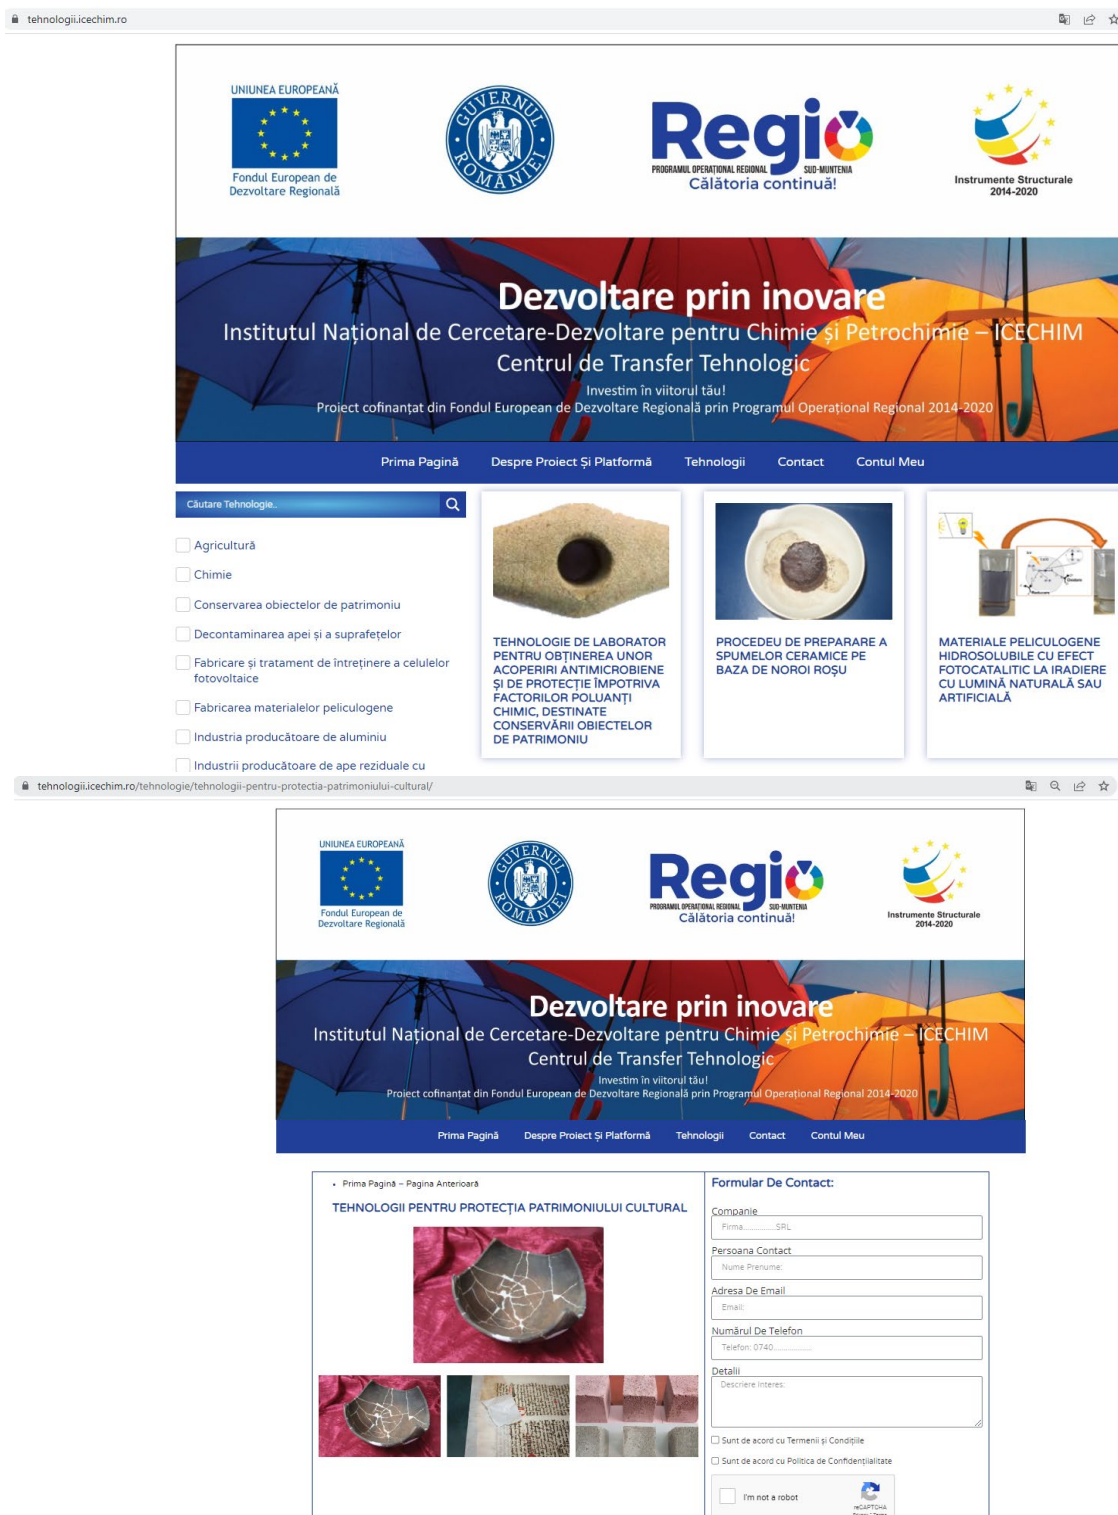 tehnologii.icechim.ro
UNIUNEA EUROPEANĂ
Fondul European de
Dezvoltare Regională
GUVERNUL ROMÂNIEI
Regio
PROGRAMUL OPERAȚIONAL REGIONAL SUD-MUNTENIA
Călătoria continuă!
Instrumente Structurale
2014-2020
Dezvoltare prin inovare
Institutul Național de Cercetare-Dezvoltare pentru Chimie și Petrochimie – ICECHIM
Centrul de Transfer Tehnologic
Investim în viitorul tău!
Proiect cofinanțat din Fondul European de Dezvoltare Regională prin Programul Operațional Regional 2014-2020
Prima Pagină Despre Proiect Și Platformă Tehnologii Contact Contul Meu
Căutare Tehnologie..
Agricultură
Chimie
Conservarea obiectelor de patrimoniu
Decontaminarea apei și a suprafețelor
Fabricare și tratament de întreținere a celulelor
fotovoltaice
Fabricarea materialelor peliculogene
Industria producătoare de aluminiu
Industrii producătoare de ape reziduale cu
TEHNOLOGIE DE LABORATOR
PENTRU OBȚINEREA UNOR
ACOPERIRI ANTIMICROBIENE
ȘI DE PROTECȚIE ÎMPOTRIVA
FACTORILOR POLUANȚI
CHIMIC, DESTINATE
CONSERVĂRII OBIECTELOR
DE PATRIMONIU
PROCEDEU DE PREPARARE A
SPUMELOR CERAMICE PE
BAZA DE NOROI ROȘU
MATERIALE PELICULOGENE
HIDROSOLUBILE CU EFECT
FOTOCATALITIC LA IRADIERE
CU LUMINĂ NATURALĂ SAU
ARTIFICIALĂ
tehnologii.icechim.ro/tehnologie/tehnologii-pentru-protectia-patrimoniului-cultural/
UNIUNEA EUROPEANĂ
Fondul European de
Dezvoltare Regională
GUVERNUL ROMÂNIEI
Regio
PROGRAMUL OPERAȚIONAL REGIONAL SUD-MUNTENIA
Călătoria continuă!
Instrumente Structurale
2014-2020
Dezvoltare prin inovare
Institutul Național de Cercetare-Dezvoltare pentru Chimie și Petrochimie – ICECHIM
Centrul de Transfer Tehnologic
Investim în viitorul tău!
Proiect cofinanțat din Fondul European de Dezvoltare Regională prin Programul Operațional Regional 2014-2020
Prima Pagină Despre Proiect Și Platformă Tehnologii Contact Contul Meu
• Prima Pagină – Pagina Anterioară
TEHNOLOGII PENTRU PROTECȚIA PATRIMONIULUI CULTURAL
Formular De Contact:
Companie
Firma................SRL
Persoana Contact
Nume Prenume:
Adresa De Email
Email:
Numărul De Telefon
Telefon: 0740...................
Detalii
Descriere Interes:
Sunt de acord cu Termenii și Condițiile
Sunt de acord cu Politica de Confidențiialitate
I'm not a robot
reCAPTCHA